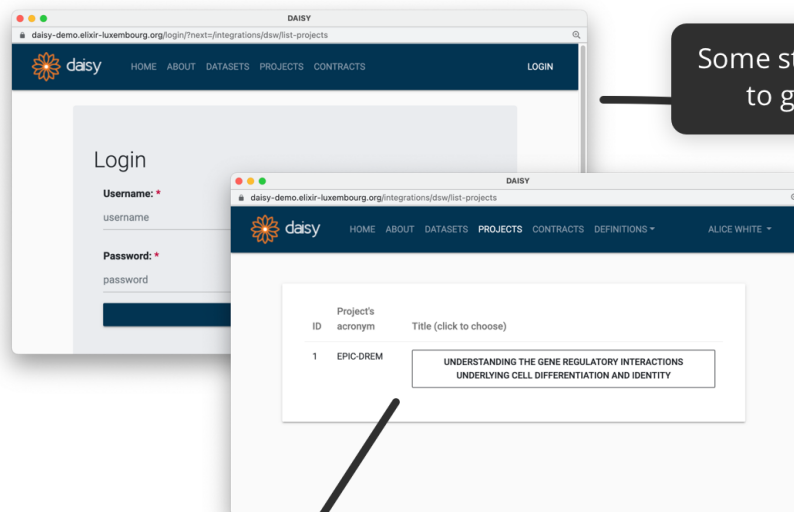 DAISY
daisy-demo.elixir-luxembourg.org/login/?next=/integrations/dsw/list-projects
daisy HOME ABOUT DATASETS PROJECTS CONTRACTS LOGIN
Some
to
Login
Username: *
username
Password: *
password
DAISY
daisy-demo.elixir-luxembourg.org/integrations/dsw/list-projects
daisy HOME ABOUT DATASETS PROJECTS CONTRACTS DEFINITIONS ALICE WHITE
Project's
ID acronym Title (click to choose)
1 EPIC-DREM UNDERSTANDING THE GENE REGULATORY INTERACTIONS
UNDERLYING CELL DIFFERENTIATION AND IDENTITY